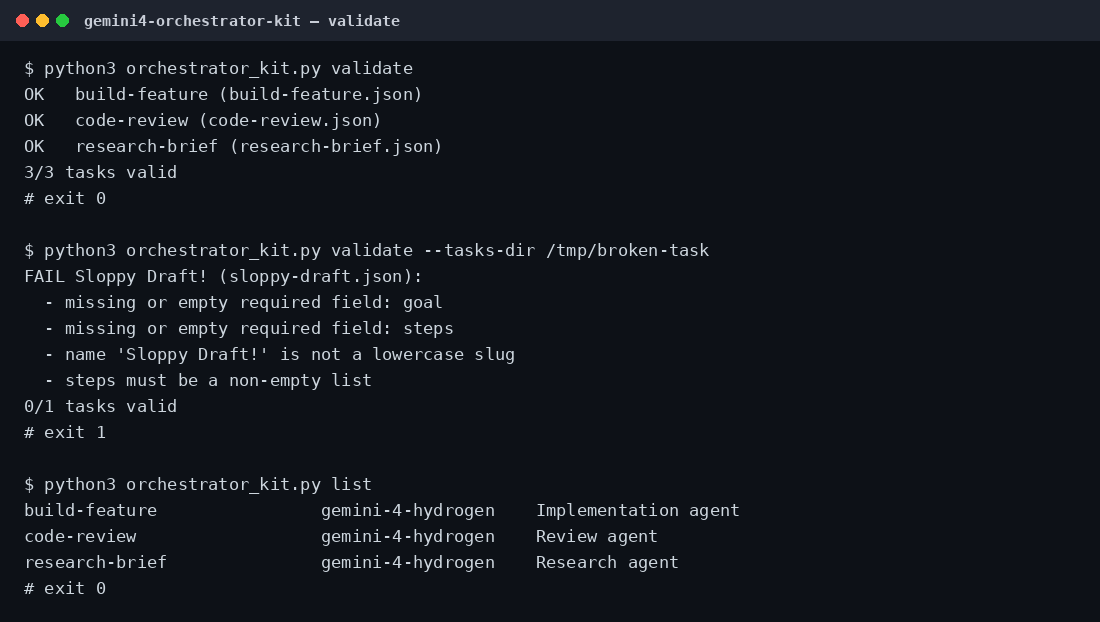 gemini4-orchestrator-kit — validate
$ python3 orchestrator_kit.py validate
OK   build-feature (build-feature.json)
OK   code-review (code-review.json)
OK   research-brief (research-brief.json)
3/3 tasks valid
# exit 0
$ python3 orchestrator_kit.py validate --tasks-dir /tmp/broken-task
FAIL Sloppy Draft! (sloppy-draft.json):
  - missing or empty required field: goal
  - missing or empty required field: steps
  - name 'Sloppy Draft!' is not a lowercase slug
  - steps must be a non-empty list
0/1 tasks valid
# exit 1
$ python3 orchestrator_kit.py list
build-feature                gemini-4-hydrogen    Implementation agent
code-review                  gemini-4-hydrogen    Review agent
research-brief               gemini-4-hydrogen    Research agent
# exit 0